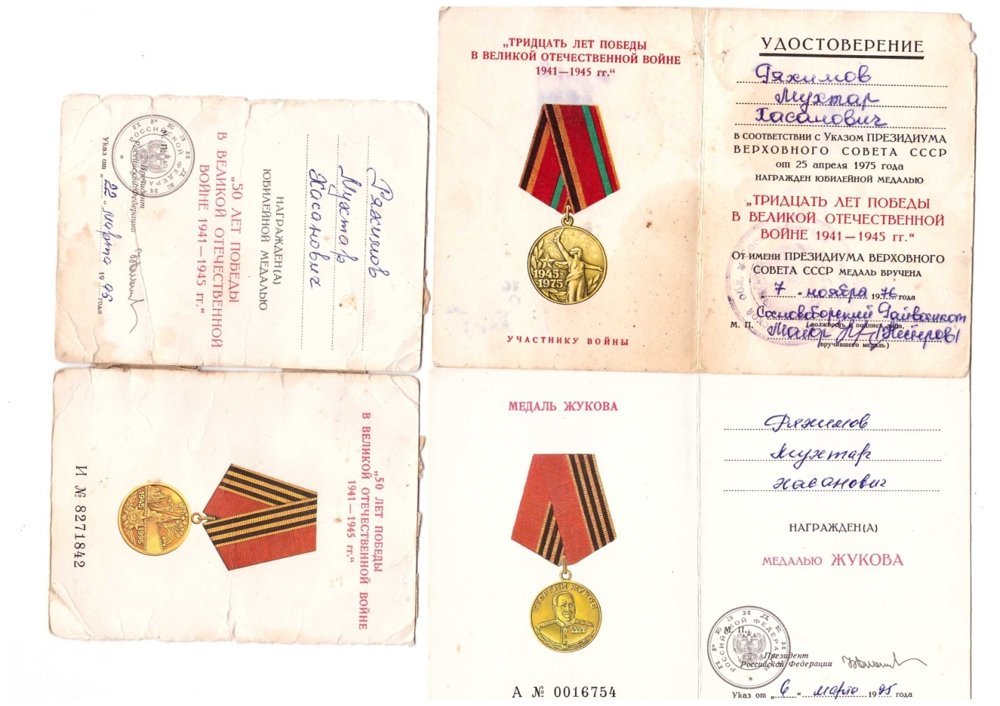 Ряхимов
Мухтар
Хасанович
НАГРАЖДЕН(А)
ЮБИЛЕЙНОЙ МЕДАЛЬЮ
„50 ЛЕТ ПОБЕДЫ
В ВЕЛИКОЙ ОТЕЧЕСТВЕННОЙ
ВОЙНЕ 1941—1945 гг.“
М. П.
Президент
Российской Федерации
Указ от „22“ марта 1995 года
ПРЕЗИДЕНТ
РОССИЙСКОЙ ФЕДЕРАЦИИ
„50 ЛЕТ ПОБЕДЫ
В ВЕЛИКОЙ ОТЕЧЕСТВЕННОЙ ВОЙНЕ
1941—1945 гг.“
1945
1995
И № 8271842
„ТРИДЦАТЬ ЛЕТ ПОБЕДЫ
В ВЕЛИКОЙ ОТЕЧЕСТВЕННОЙ ВОЙНЕ
1941—1945 гг.“
1945-
1975
УЧАСТНИКУ ВОЙНЫ
УДОСТОВЕРЕНИЕ
Ряхимов
Мухтар
Хасанович
В СООТВЕТСТВИИ С УКАЗОМ ПРЕЗИДИУМА
ВЕРХОВНОГО СОВЕТА СССР
от 25 апреля 1975 года
НАГРАЖДЕН ЮБИЛЕЙНОЙ МЕДАЛЬЮ
„ТРИДЦАТЬ ЛЕТ ПОБЕДЫ
В ВЕЛИКОЙ ОТЕЧЕСТВЕННОЙ
ВОЙНЕ 1941—1945 гг.“
ОТ ИМЕНИ ПРЕЗИДИУМА ВЕРХОВНОГО
СОВЕТА СССР МЕДАЛЬ ВРУЧЕНА
„7“ ноября 1976 года
Сосновоборский Райвоенком
М. П. (должность и подпись лица,
Майор
вручившего медаль)
МЕДАЛЬ ЖУКОВА
ГЕОРГИЙ ЖУКОВ
А № 0016754
Ряхимов
Мухтар
Хасанович
НАГРАЖДЕН(А)
МЕДАЛЬЮ ЖУКОВА
М. П.
Президент
Российской Федерации
ПРЕЗИДЕНТ
РОССИЙСКОЙ ФЕДЕРАЦИИ
Указ от „6“ марта 1995 года